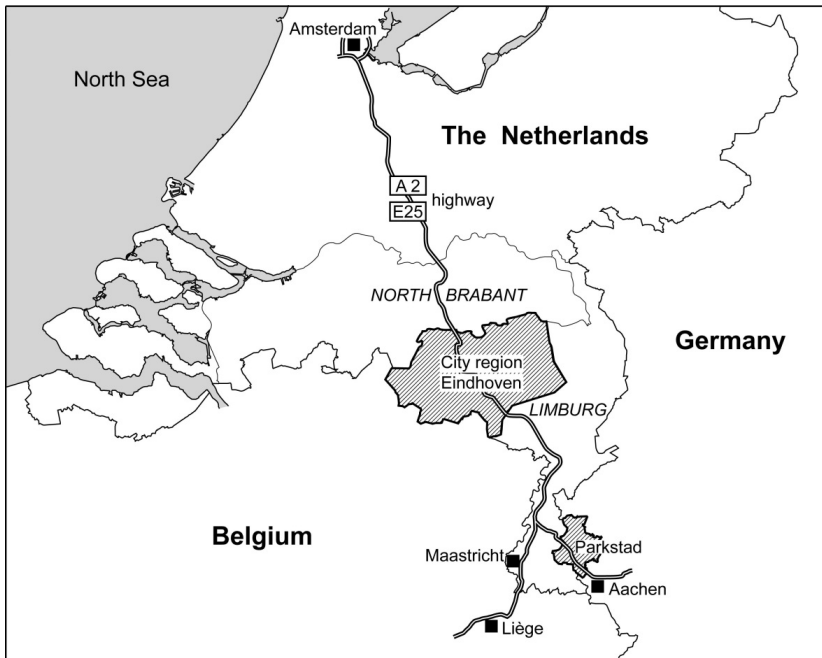 Amsterdam
North Sea
The Netherlands
A 2
E25
highway
NORTH BRABANT
Germany
City region
Eindhoven
LIMBURG
Belgium
Maastricht
Parkstad
Aachen
Liège